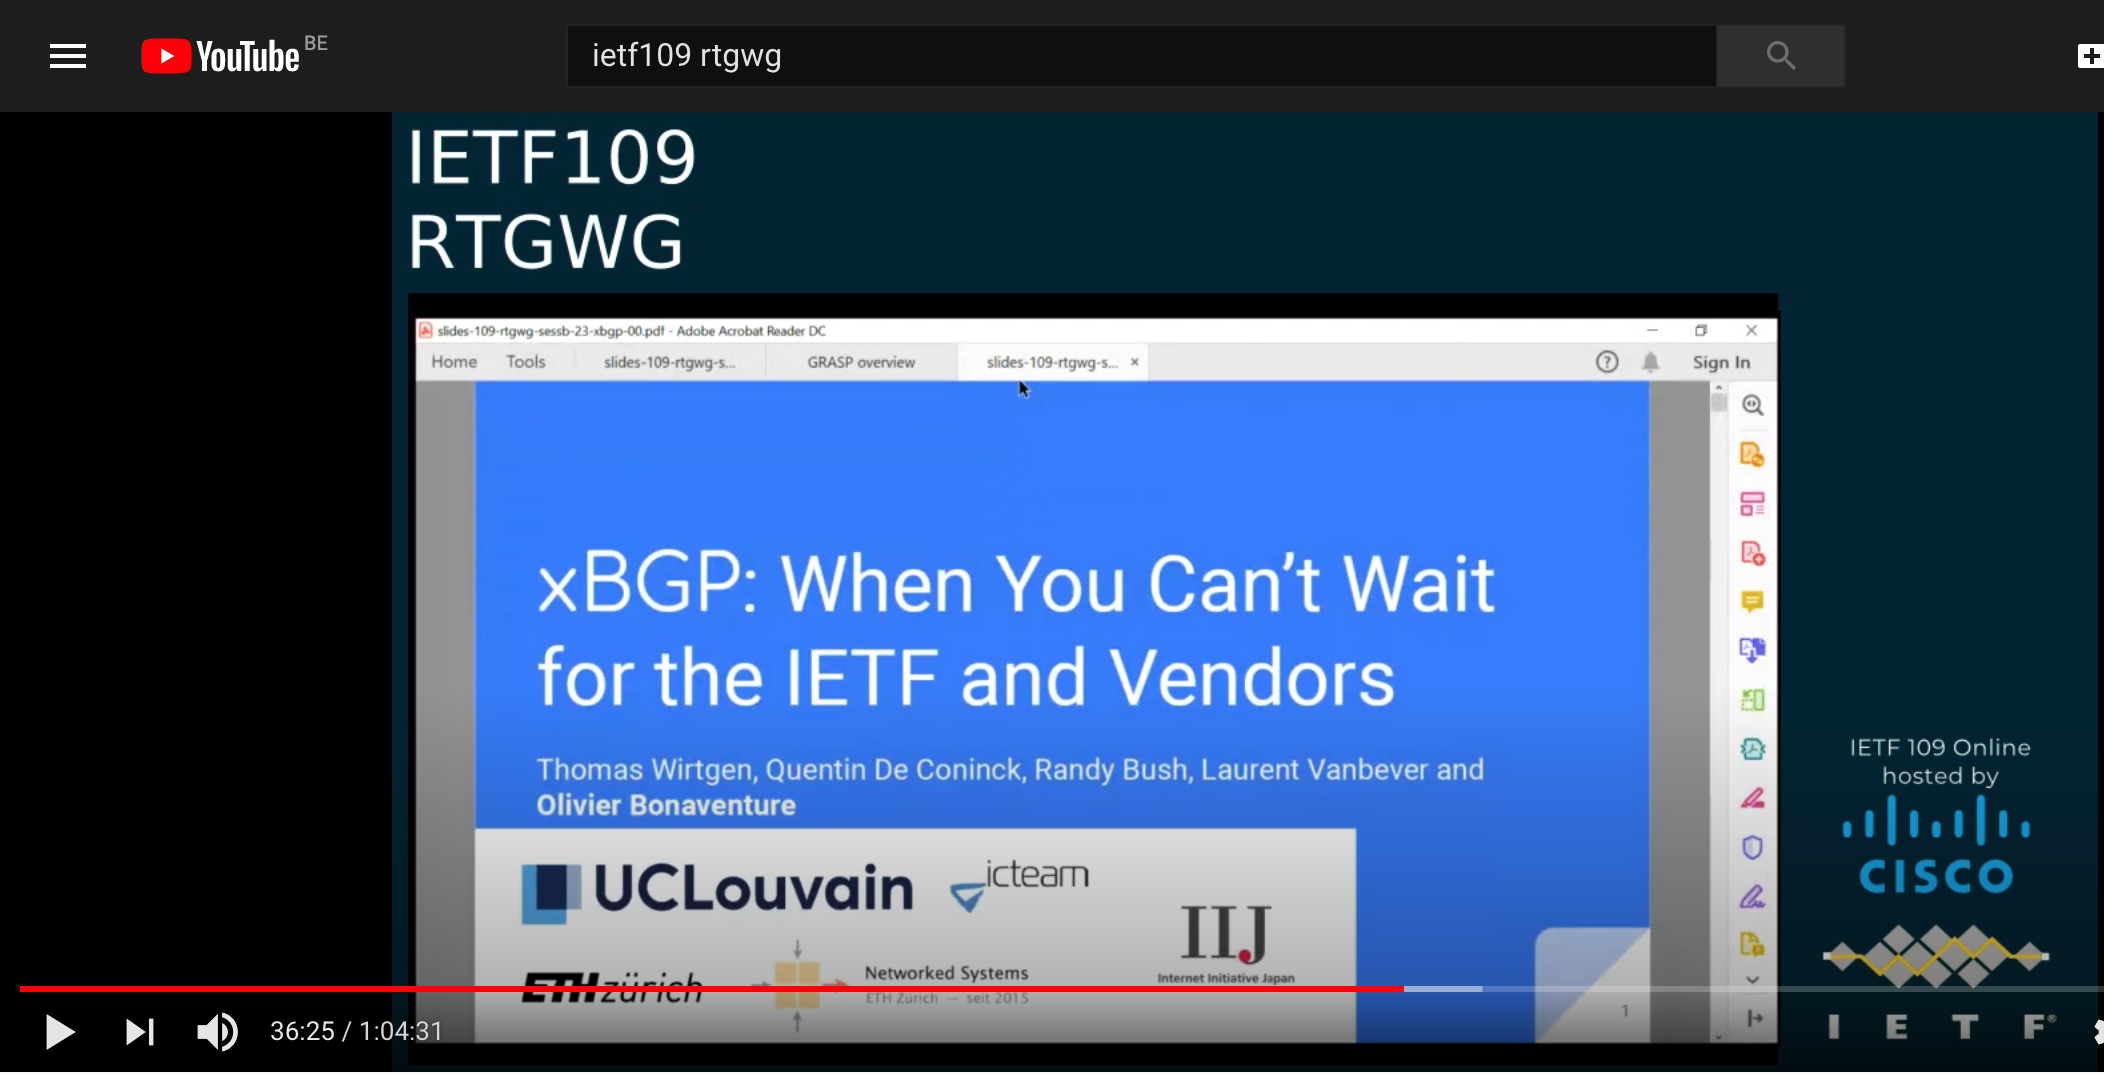 YouTube BE
ietf109 rtgwg
IETF109
RTGWG
slides-109-rtgwg-sessb-23-xbgp-00.pdf - Adobe Acrobat Reader DC
Home Tools slides-109-rtgwg-s... GRASP overview slides-109-rtgwg-s... × Sign In
xBGP: When You Can't Wait
for the IETF and Vendors
Thomas Wirtgen, Quentin De Coninck, Randy Bush, Laurent Vanbever and
Olivier Bonaventure
UCLouvain
icteam
IIJ
Internet Initiative Japan
ETH zürich
Networked Systems
ETH Zürich — seit 2015
1
IETF 109 Online
hosted by
CISCO
I E T F®
36:25 / 1:04:31